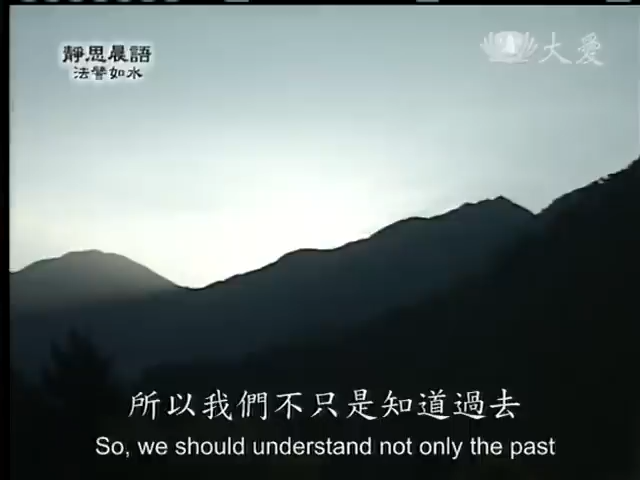 靜思晨語
法譬如水
大愛
所以我們不只是知道過去
So, we should understand not only the past